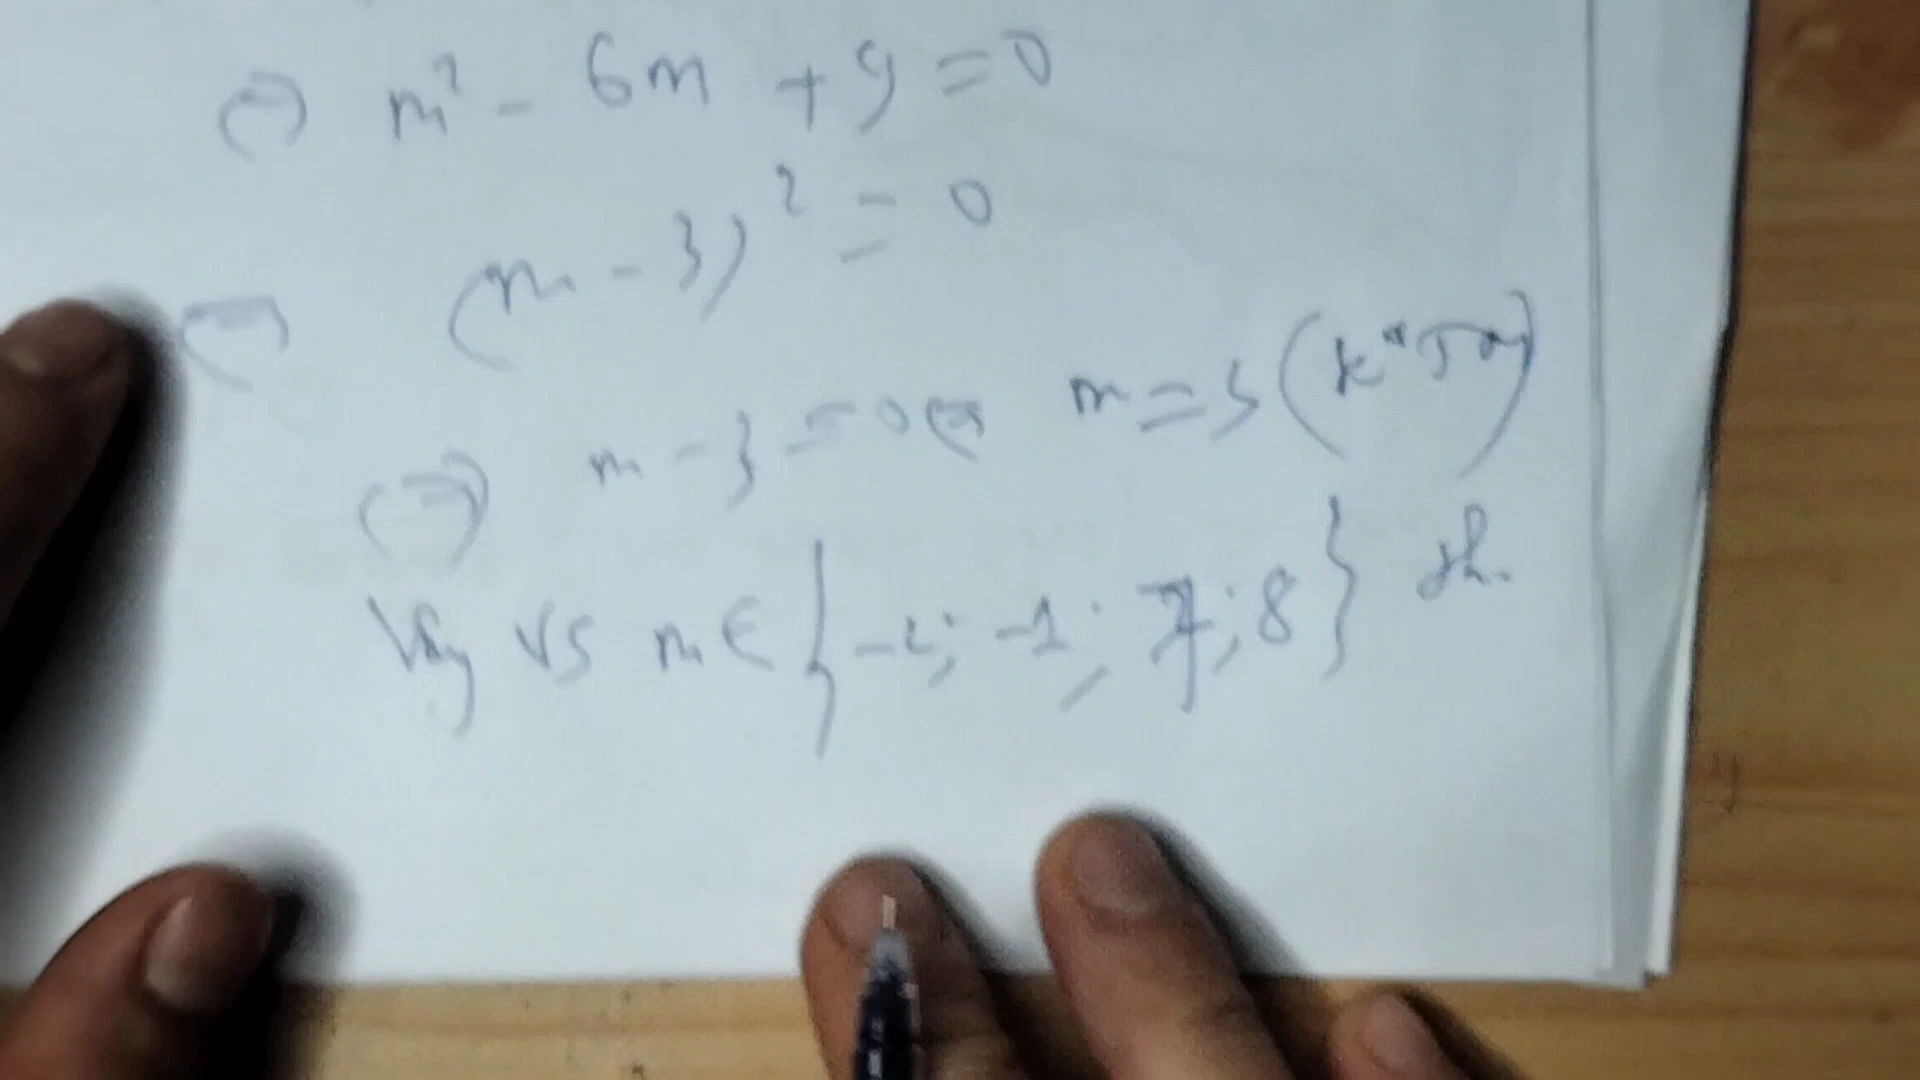 ⇔ m² - 6m + 9 = 0
⇔ (m - 3)² = 0
⇔ m - 3 = 0 ⇔ m = 3 (k°
Vậy vs m ∈ {-2; -1; 7; 8} th.